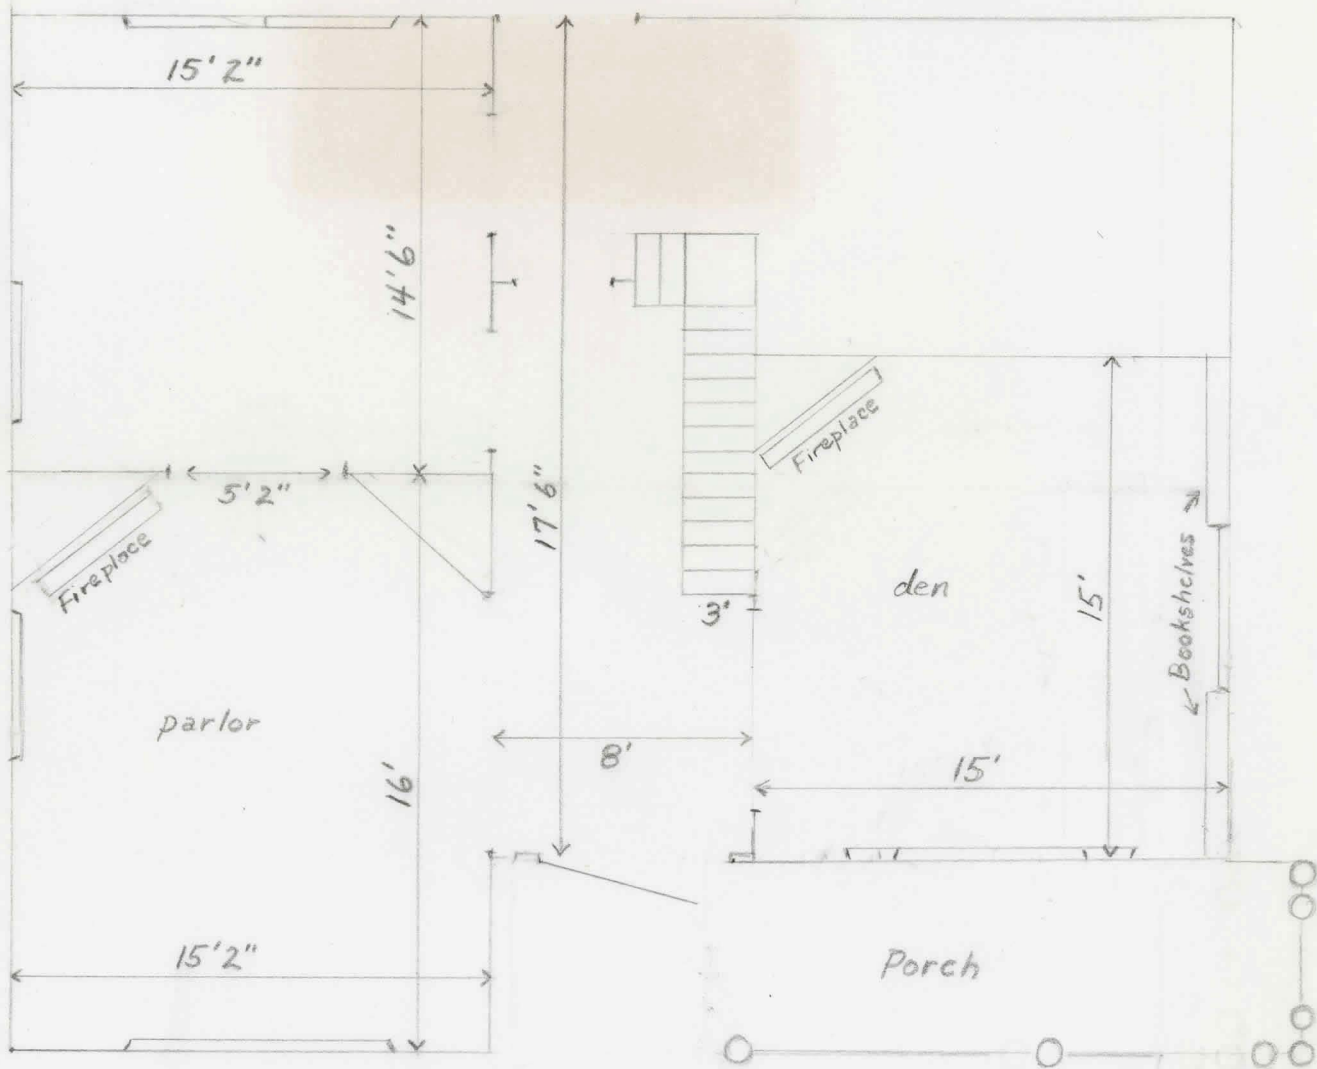 15'2"
14'6"
Fireplace
5'2"
17'6"
Fireplace
den
15'
Bookshelves
3'
parlor
8'
16'
15'
15'2"
Porch